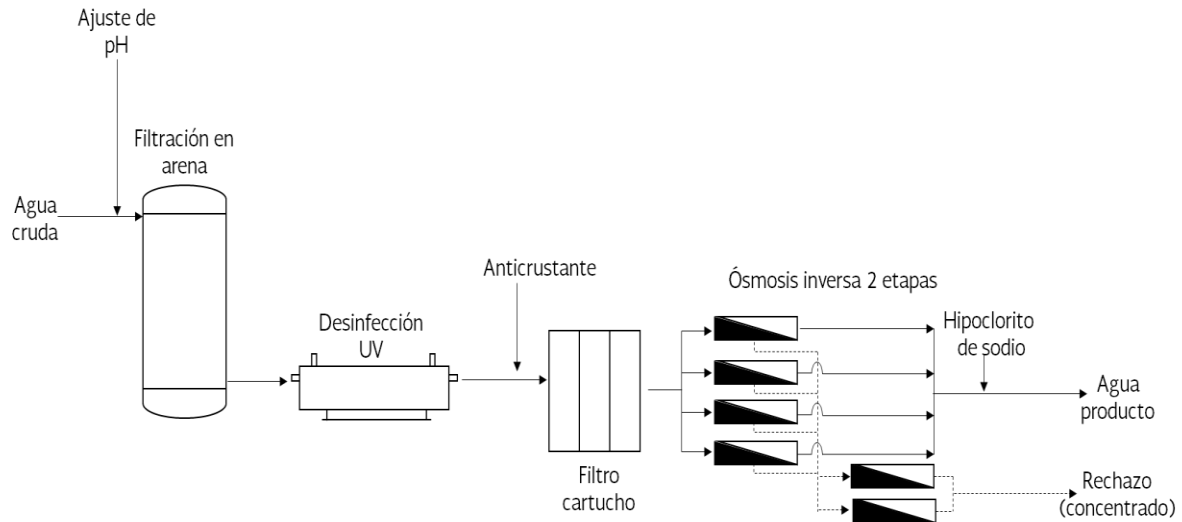 Ajuste de
pH
Filtración en
arena
Agua
cruda
Desinfección
UV
Anticrustante
Filtro
cartucho
Ósmosis inversa 2 etapas
Hipoclorito
de sodio
Agua
producto
Rechazo
(concentrado)